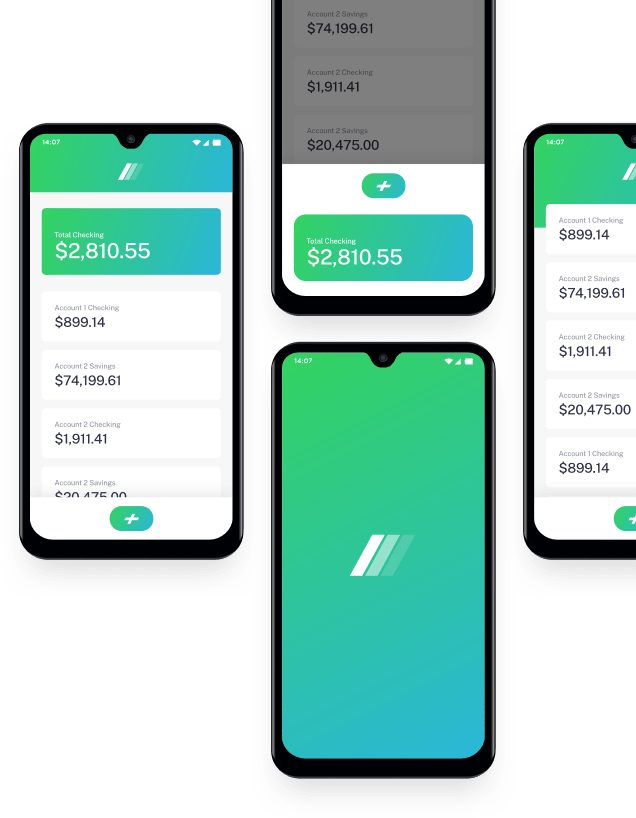 14:07
Total Checking
$2,810.55
Account 1 Checking
$899.14
Account 2 Savings
$74,199.61
Account 2 Checking
$1,911.41
Account 2 Savings
$20,475.00
Account 2 Savings
$74,199.61
Account 2 Checking
$1,911.41
Account 2 Savings
$20,475.00
Total Checking
$2,810.55
14:07
14:07
Account 1 Checking
$899.14
Account 2 Savings
$74,199.61
Account 2 Checking
$1,911.41
Account 2 Savings
$20,475.00
Account 1 Checking
$899.14